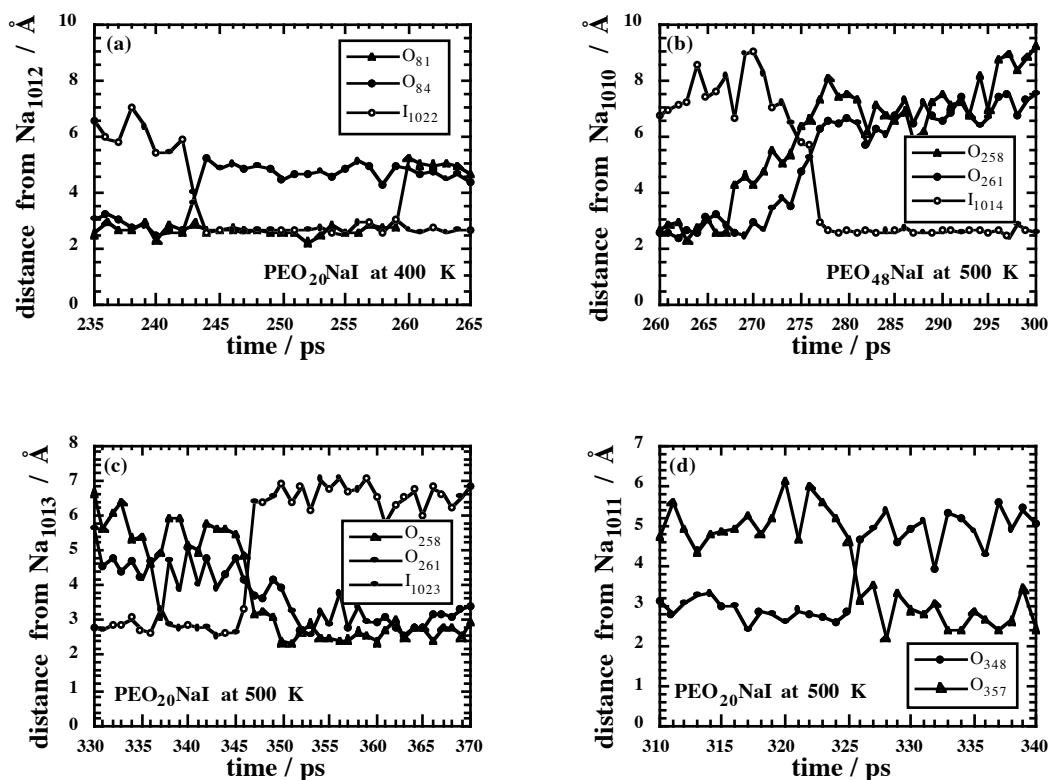 (a)
distance from Na1012 / Å
10
8
6
4
2
0
O81
O84
I1022
PEO20NaI at 400 K
235 240 245 250 255 260 265
time / ps
(b)
distance from Na1010 / Å
10
8
6
4
2
0
O258
O261
I1014
PEO48NaI at 500 K
260 265 270 275 280 285 290 295 300
time / ps
(c)
distance from Na1013 / Å
8
7
6
5
4
3
2
1
0
O258
O261
I1023
PEO20NaI at 500 K
330 335 340 345 350 355 360 365 370
time / ps
(d)
distance from Na1011 / Å
7
6
5
4
3
2
1
0
O348
O357
PEO20NaI at 500 K
310 315 320 325 330 335 340
time / ps